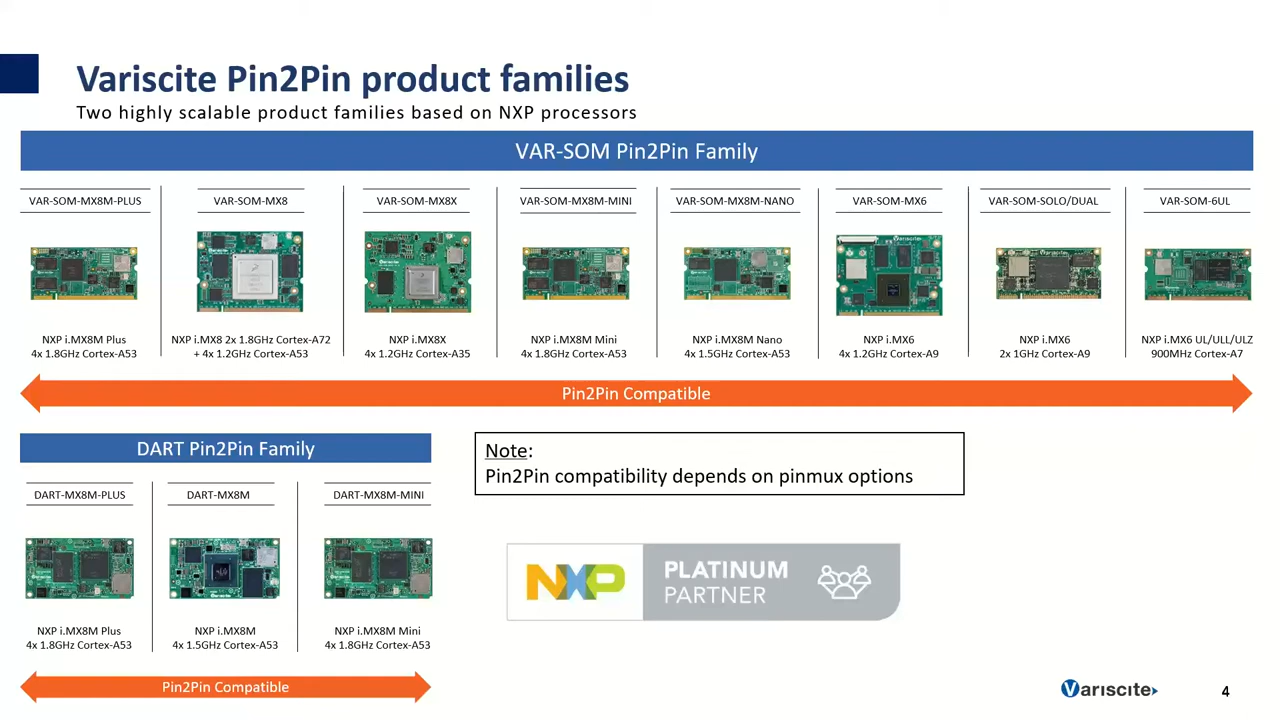 Variscite Pin2Pin product families
Two highly scalable product families based on NXP processors
VAR-SOM Pin2Pin Family
VAR-SOM-MX8M-PLUS
NXP i.MX8M Plus
4x 1.8GHz Cortex-A53
VAR-SOM-MX8
NXP i.MX8 2x 1.8GHz Cortex-A72
+ 4x 1.2GHz Cortex-A53
VAR-SOM-MX8X
NXP i.MX8X
4x 1.2GHz Cortex-A35
VAR-SOM-MX8M-MINI
NXP i.MX8M Mini
4x 1.8GHz Cortex-A53
VAR-SOM-MX8M-NANO
NXP i.MX8M Nano
4x 1.5GHz Cortex-A53
VAR-SOM-MX6
Variscite
NXP i.MX6
4x 1.2GHz Cortex-A9
VAR-SOM-SOLO/DUAL
NXP i.MX6
2x 1GHz Cortex-A9
VAR-SOM-6UL
NXP i.MX6 UL/ULL/ULZ
900MHz Cortex-A7
Pin2Pin Compatible
DART Pin2Pin Family
DART-MX8M-PLUS
NXP i.MX8M Plus
4x 1.8GHz Cortex-A53
DART-MX8M
NXP i.MX8M
4x 1.5GHz Cortex-A53
DART-MX8M-MINI
NXP i.MX8M Mini
4x 1.8GHz Cortex-A53
Pin2Pin Compatible
Note:
Pin2Pin compatibility depends on pinmux options
NXP
PLATINUM
PARTNER
Variscite
4